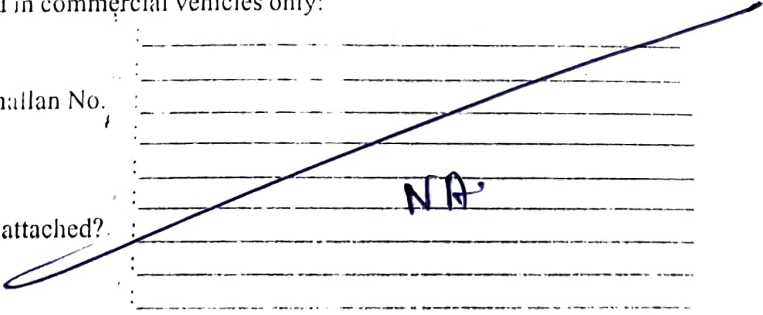 in commercial vehicles only:
hallan No. :
NA
attached? :